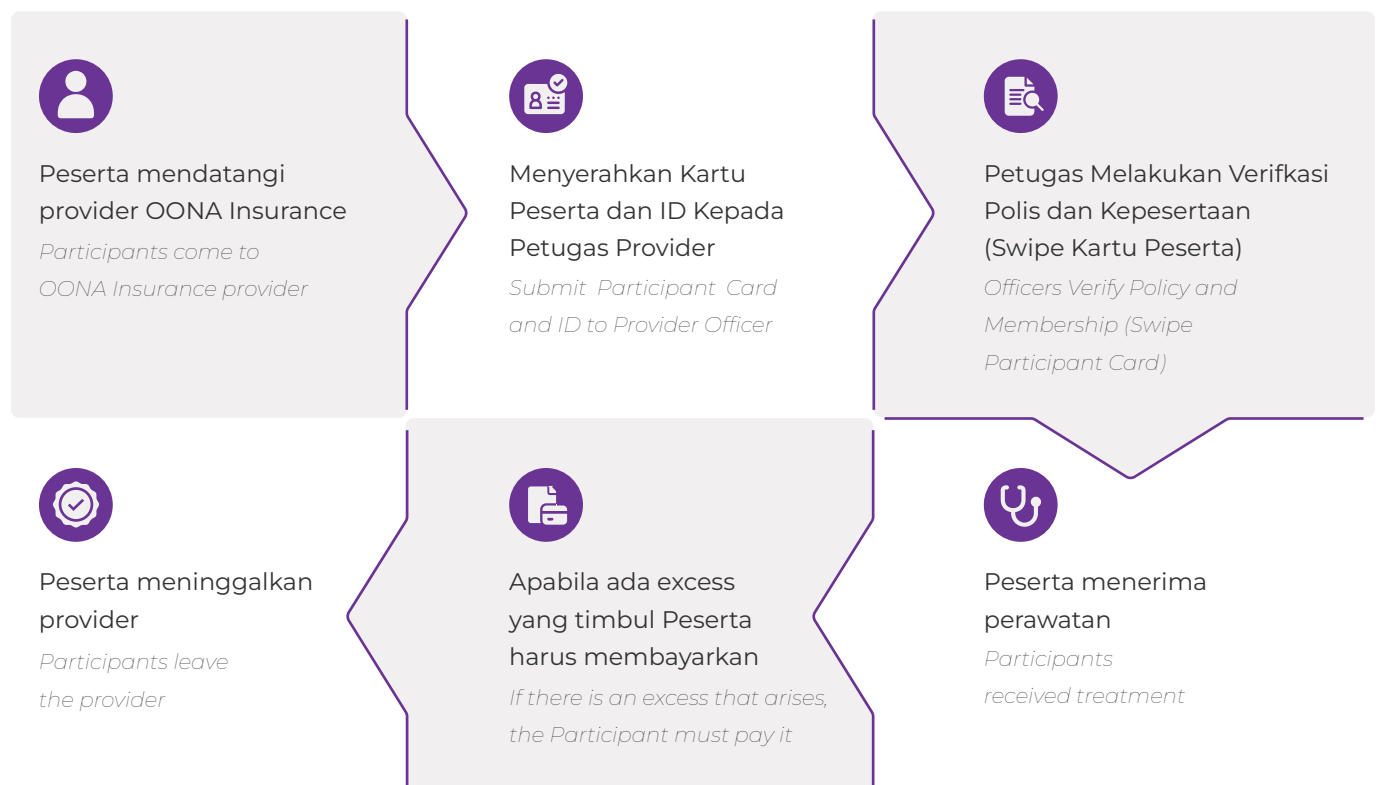 Peserta mendatangi
provider OONA Insurance
Participants come to
OONA Insurance provider
Menyerahkan Kartu
Peserta dan ID Kepada
Petugas Provider
Submit Participant Card
and ID to Provider Officer
Petugas Melakukan Verifkasi
Polis dan Kepesertaan
(Swipe Kartu Peserta)
Officers Verify Policy and
Membership (Swipe
Participant Card)
Peserta menerima
perawatan
Participants
received treatment
Apabila ada excess
yang timbul Peserta
harus membayarkan
If there is an excess that arises,
the Participant must pay it
Peserta meninggalkan
provider
Participants leave
the provider